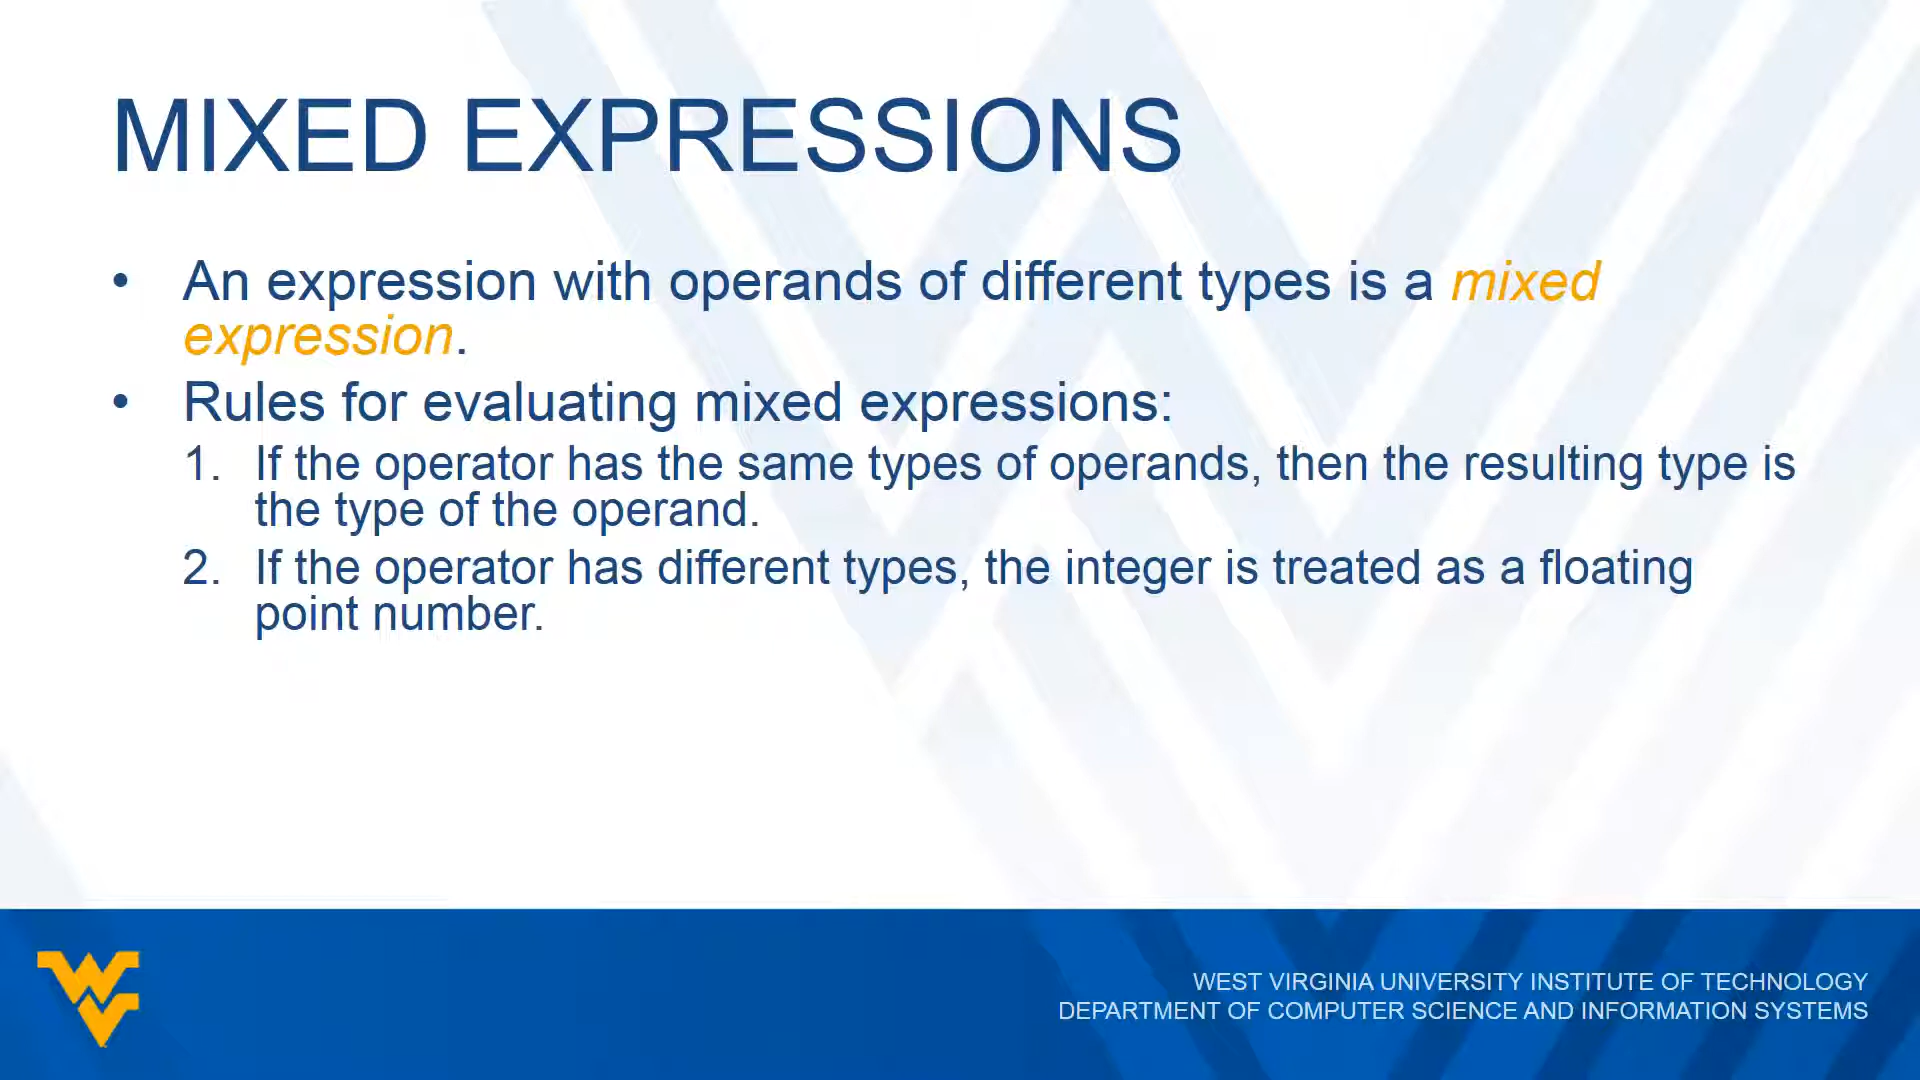 MIXED EXPRESSIONS
• An expression with operands of different types is a mixed
expression.
• Rules for evaluating mixed expressions:
1. If the operator has the same types of operands, then the resulting type is
the type of the operand.
2. If the operator has different types, the integer is treated as a floating
point number.
WEST VIRGINIA UNIVERSITY INSTITUTE OF TECHNOLOGY
DEPARTMENT OF COMPUTER SCIENCE AND INFORMATION SYSTEMS